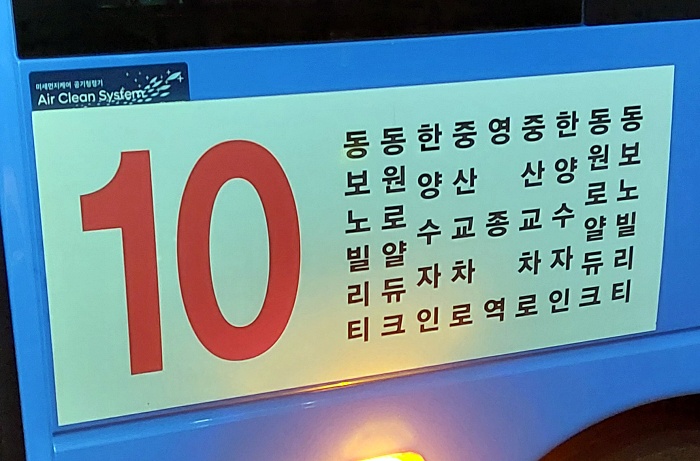 미세먼지케어 공기청정기
Air Clean System
10
동보노빌리티
동원로얄듀크
한양수자인
중산교차로
영종역
중산교차로
한양수자인
동원로얄듀크
동보노빌리티